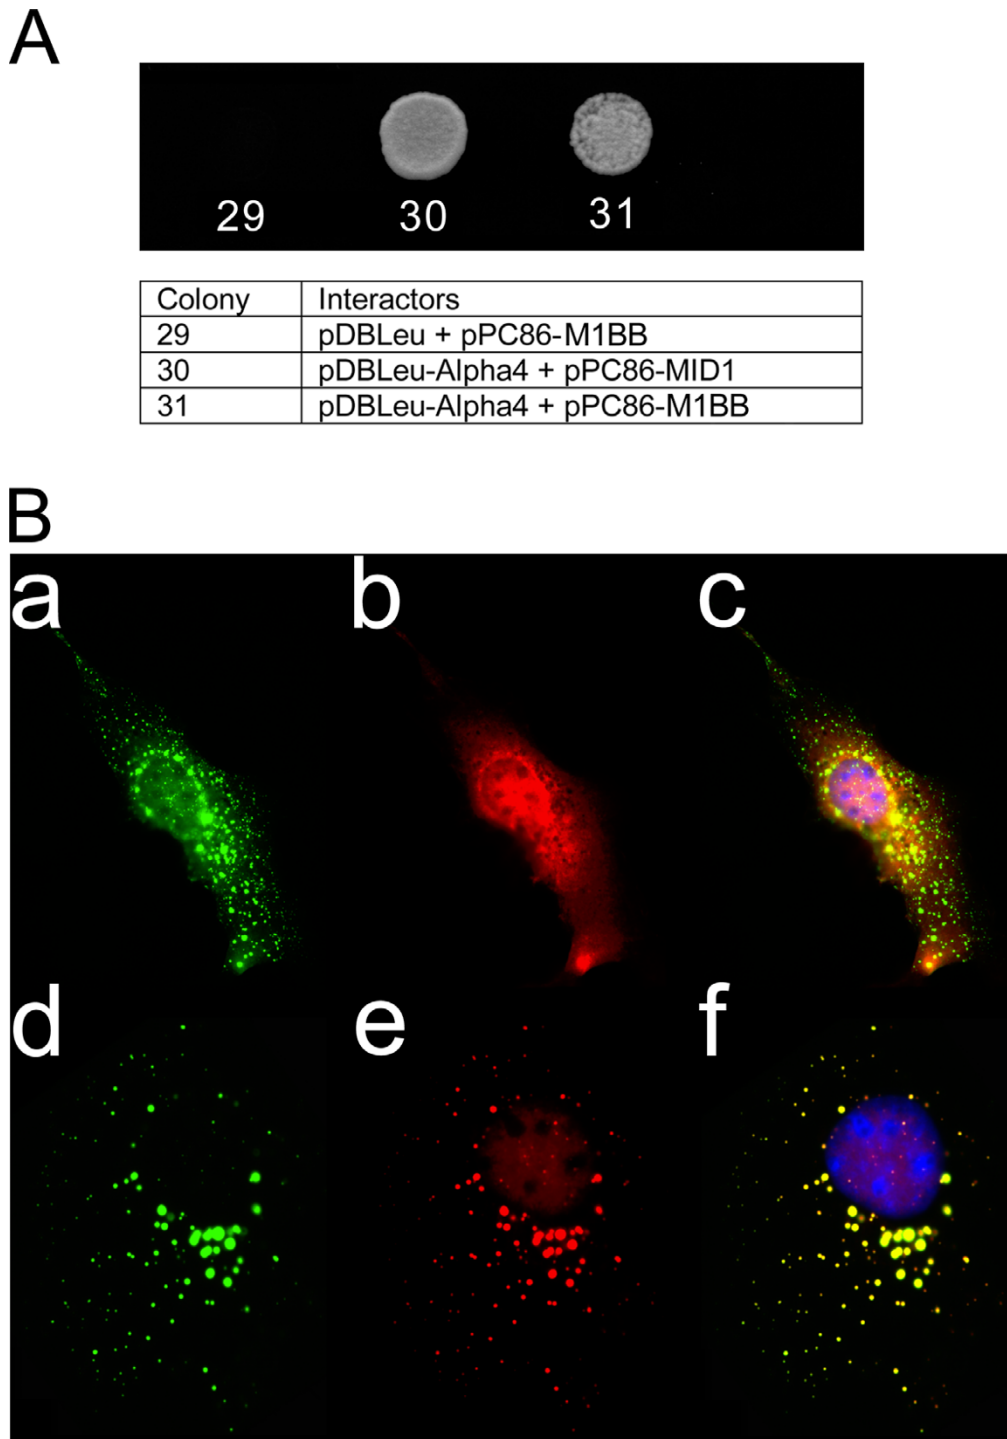 A
29 30 31
Colony Interactors
29 pDBLeu + pPC86-M1BB
30 pDBLeu-Alpha4 + pPC86-MID1
31 pDBLeu-Alpha4 + pPC86-M1BB
B
a b c
d e f